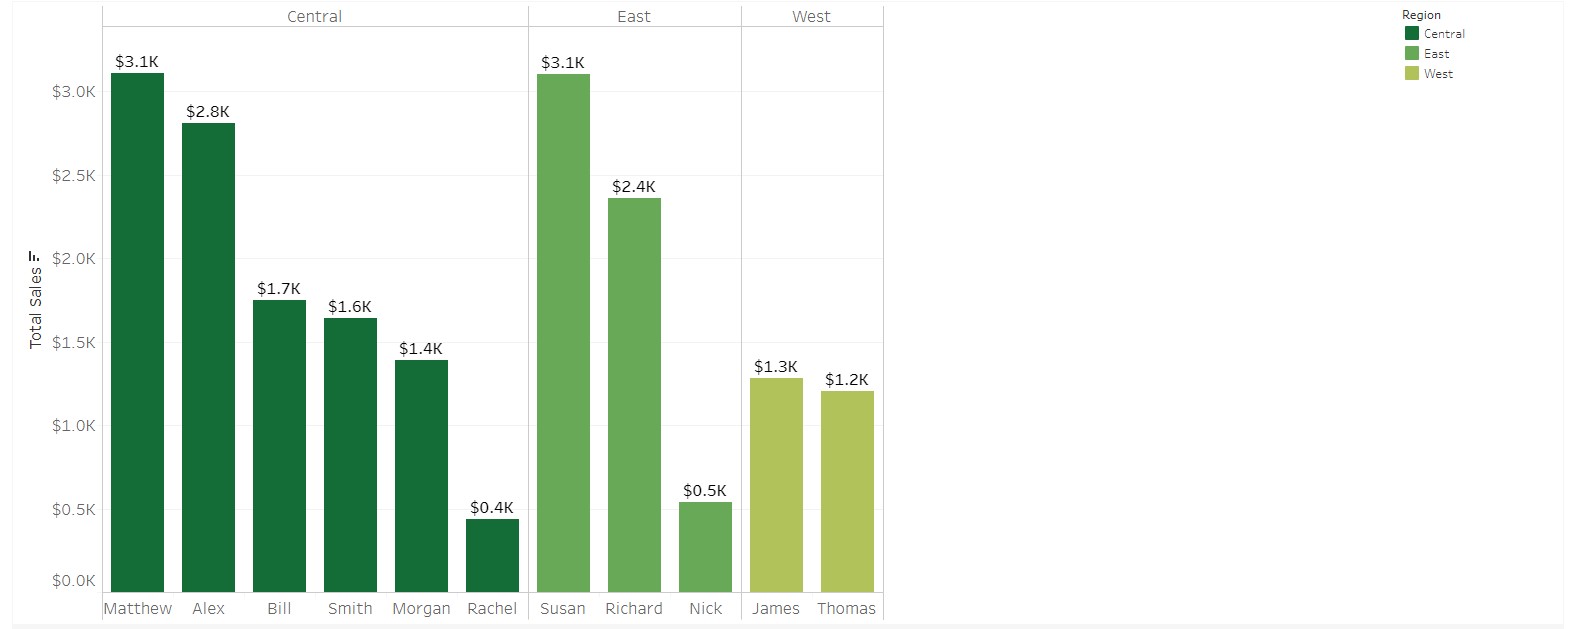 Central East West
Region
Central
East
West
Total Sales
$3.0K
$2.5K
$2.0K
$1.5K
$1.0K
$0.5K
$0.0K
$3.1K
$2.8K
$1.7K
$1.6K
$1.4K
$0.4K
$3.1K
$2.4K
$0.5K
$1.3K
$1.2K
Matthew Alex Bill Smith Morgan Rachel Susan Richard Nick James Thomas